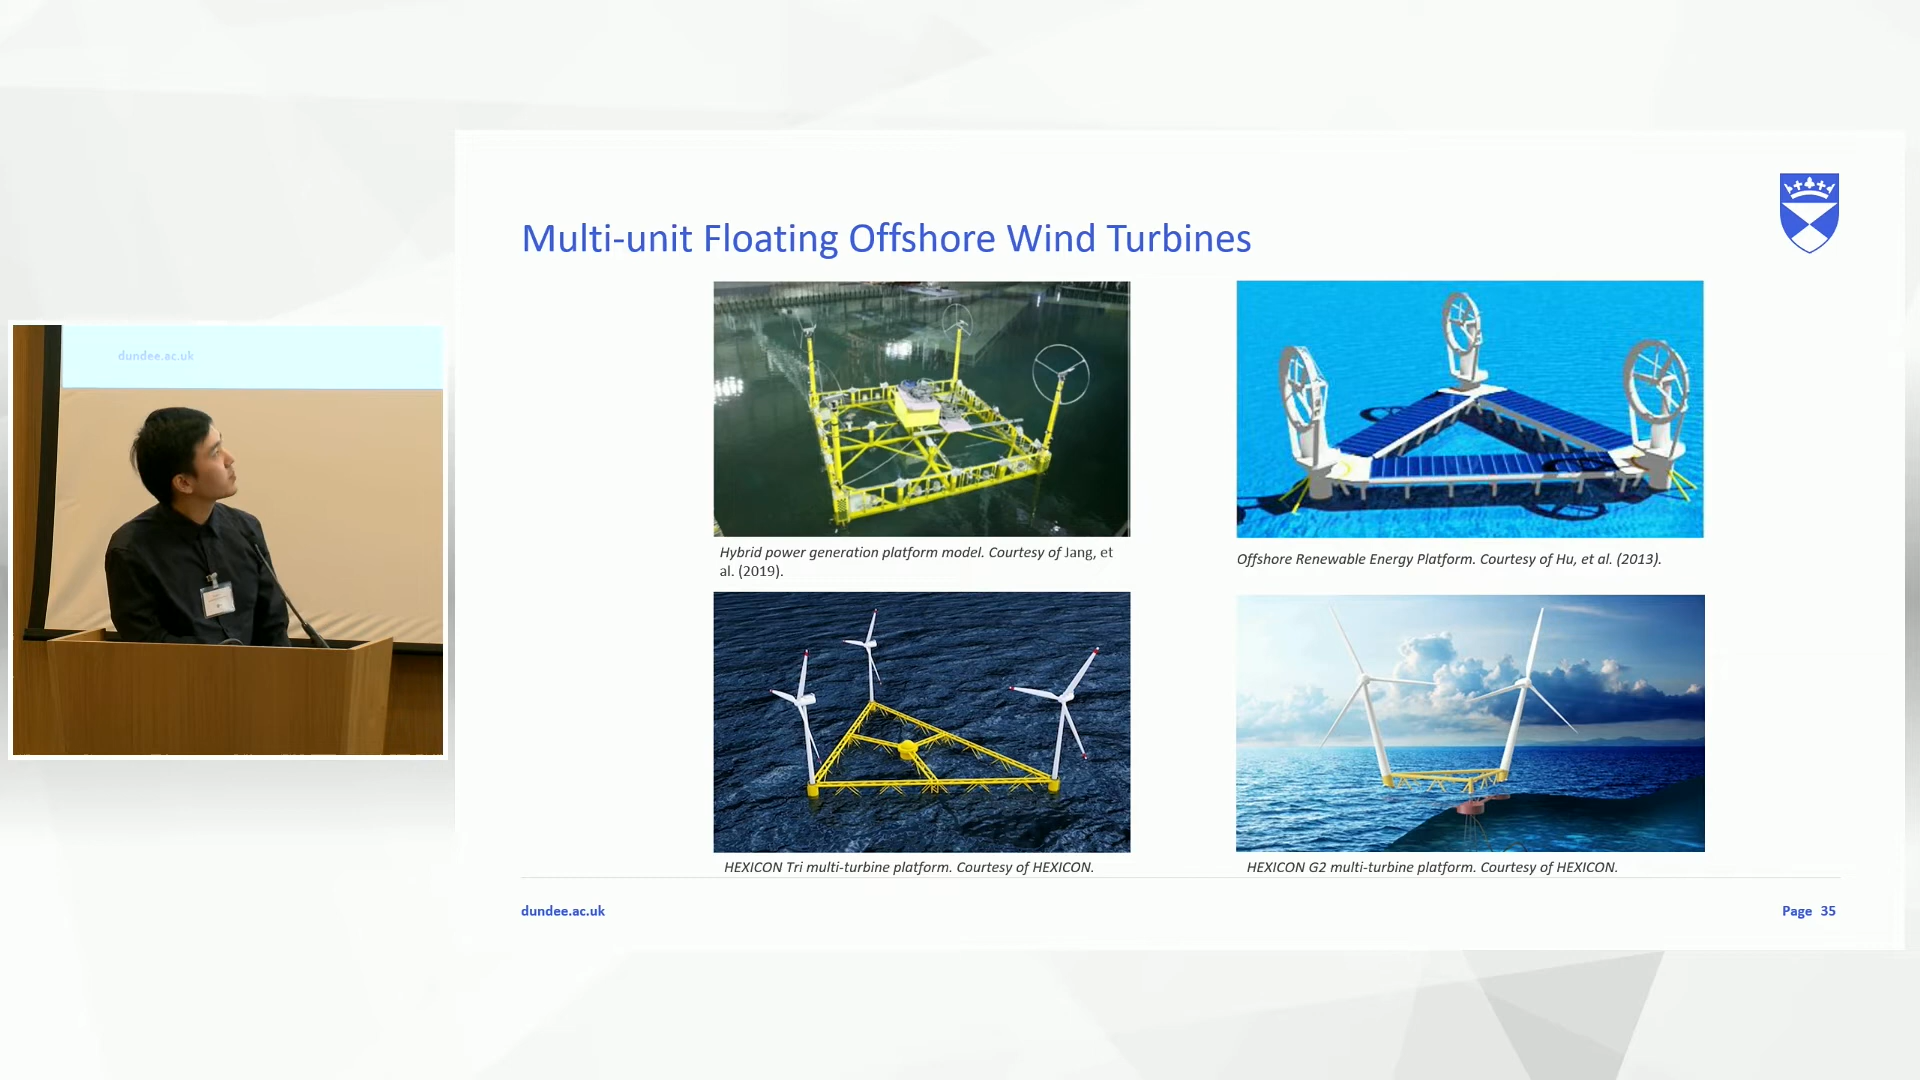 dundee.ac.uk
Multi-unit Floating Offshore Wind Turbines
Hybrid power generation platform model. Courtesy of Jang, et
al. (2019).
Offshore Renewable Energy Platform. Courtesy of Hu, et al. (2013).
HEXICON Tri multi-turbine platform. Courtesy of HEXICON.
HEXICON G2 multi-turbine platform. Courtesy of HEXICON.
dundee.ac.uk
Page 35